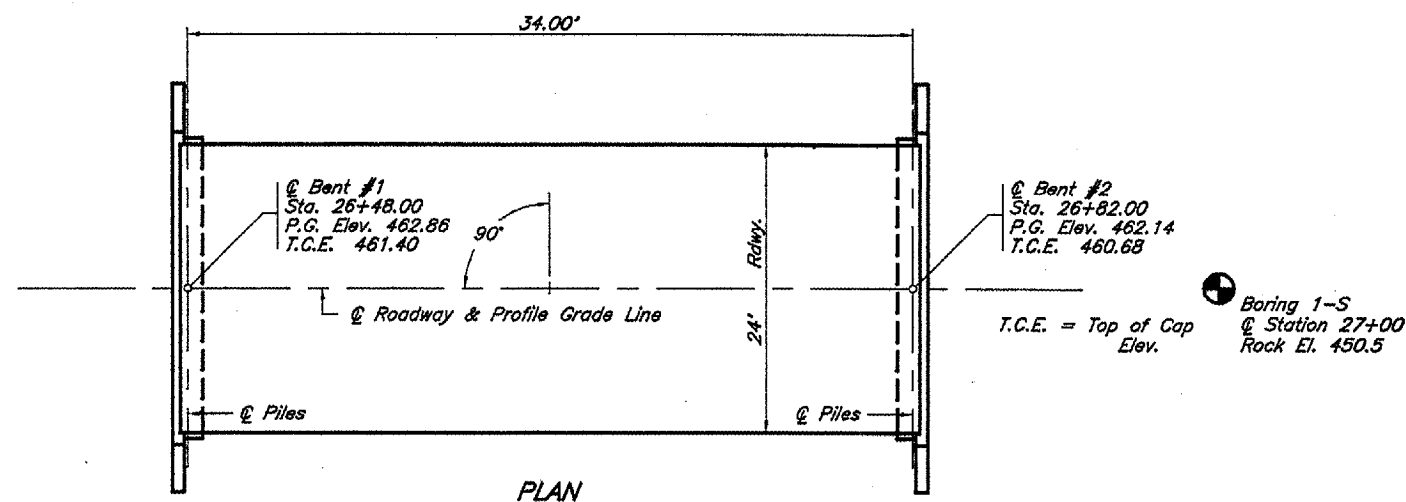 34.00'
℄ Bent #1
Sta. 26+48.00
P.G. Elev. 462.86
T.C.E. 461.40
90°
Rdwy.
24'
℄ Bent #2
Sta. 26+82.00
P.G. Elev. 462.14
T.C.E. 460.68
℄ Roadway & Profile Grade Line
T.C.E. = Top of Cap
Elev.
Boring 1-S
℄ Station 27+00
Rock El. 450.5
℄ Piles
℄ Piles
PLAN